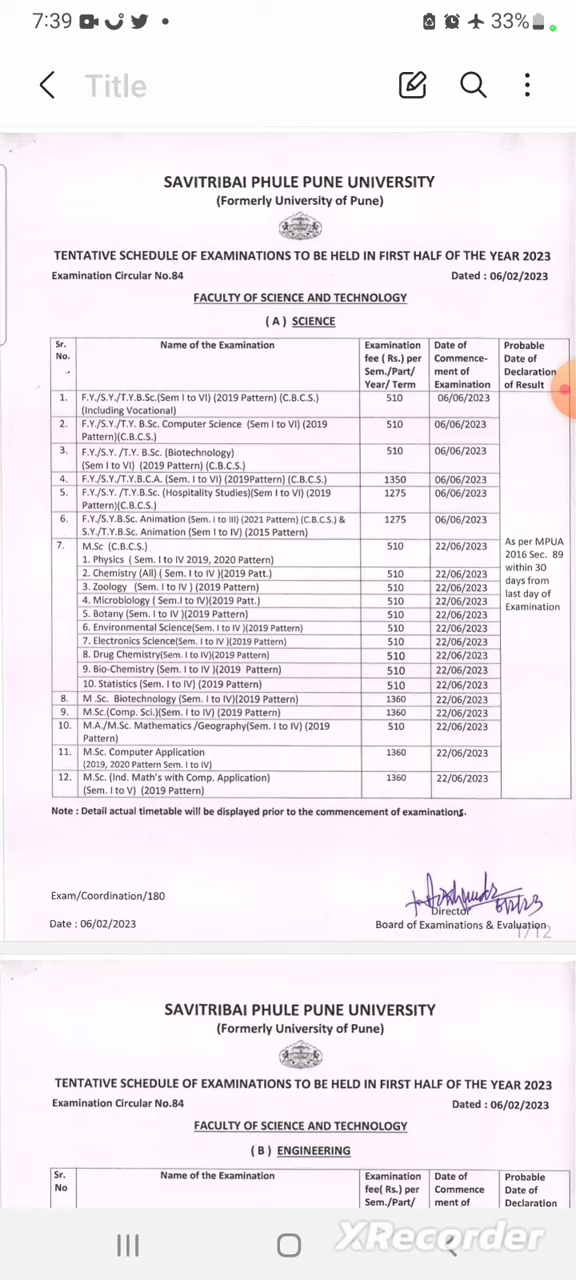 7:39
33%
Title
SAVITRIBAI PHULE PUNE UNIVERSITY
(Formerly University of Pune)
TENTATIVE SCHEDULE OF EXAMINATIONS TO BE HELD IN FIRST HALF OF THE YEAR 2023
Examination Circular No.84 Dated : 06/02/2023
FACULTY OF SCIENCE AND TECHNOLOGY
( A ) SCIENCE
Sr. No. Name of the Examination Examination fee ( Rs.) per Sem./Part/ Year/ Term Date of Commence- ment of Examination Probable Date of Declaration of Result
1. F.Y./S.Y./T.Y.B.Sc.(Sem I to VI) (2019 Pattern) (C.B.C.S.) 510 06/06/2023
(Including Vocational)
2. F.Y./S.Y./T.Y. B.Sc. Computer Science (Sem I to VI) (2019 510 06/06/2023
Pattern)(C.B.C.S.)
3. F.Y./S.Y. /T.Y. B.Sc. (Biotechnology) 510 06/06/2023
(Sem I to VI) (2019 Pattern) (C.B.C.S.)
4. F.Y./S.Y./T.Y.B.C.A. (Sem. I to VI) (2019Pattern) (C.B.C.S.) 1350 06/06/2023
5. F.Y./S.Y. /T.Y.B.Sc. (Hospitality Studies)(Sem I to VI) (2019 1275 06/06/2023
Pattern)(C.B.C.S.)
6. F.Y./S.Y.B.Sc. Animation (Sem. I to III) (2021 Pattern) (C.B.C.S.) & 1275 06/06/2023
S.Y./T.Y.B.Sc. Animation (Sem I to IV) (2015 Pattern)
7. M.Sc (C.B.C.S.) 510 22/06/2023
1. Physics ( Sem. I to IV 2019, 2020 Pattern)
2. Chemistry (All) ( Sem. I to IV )(2019 Patt.) 510 22/06/2023
3. Zoology (Sem. I to IV ) (2019 Pattern) 510 22/06/2023
4. Microbiology ( Sem.I to IV)(2019 Patt.) 510 22/06/2023
5. Botany (Sem. I to IV) (2019 Pattern) 510 22/06/2023
6. Environmental Science(Sem. I to IV )(2019 Pattern) 510 22/06/2023
7. Electronics Science(Sem. I to IV )(2019 Pattern) 510 22/06/2023
8. Drug Chemistry(Sem. I to IV )(2019 Pattern) 510 22/06/2023
9. Bio-Chemistry (Sem. I to IV )(2019 Pattern) 510 22/06/2023
10. Statistics (Sem. I to IV) (2019 Pattern) 510 22/06/2023
8. M .Sc. Biotechnology (Sem. I to IV)(2019 Pattern) 1360 22/06/2023
9. M.Sc.(Comp. Sci.)(Sem. I to IV) (2019 Pattern) 1360 22/06/2023
10. M.A./M.Sc. Mathematics /Geography(Sem. I to IV) (2019 510 22/06/2023
Pattern)
11. M.Sc. Computer Application 1360 22/06/2023
(2019, 2020 Pattern Sem. I to IV)
12. M.Sc. (Ind. Math's with Comp. Application) 1360 22/06/2023
(Sem. I to V) (2019 Pattern)
As per MPUA
2016 Sec. 89
within 30
days from
last day of
Examination
Note : Detail actual timetable will be displayed prior to the commencement of examinations.
Exam/Coordination/180
Director
Date : 06/02/2023 Board of Examinations & Evaluation
1/12
SAVITRIBAI PHULE PUNE UNIVERSITY
(Formerly University of Pune)
TENTATIVE SCHEDULE OF EXAMINATIONS TO BE HELD IN FIRST HALF OF THE YEAR 2023
Examination Circular No.84 Dated : 06/02/2023
FACULTY OF SCIENCE AND TECHNOLOGY
( B ) ENGINEERING
Sr. Name of the Examination Examination Date of Probable
No fee( Rs.) per Commence Date of
Sem./Part/ ment of Declaration
XRecorder